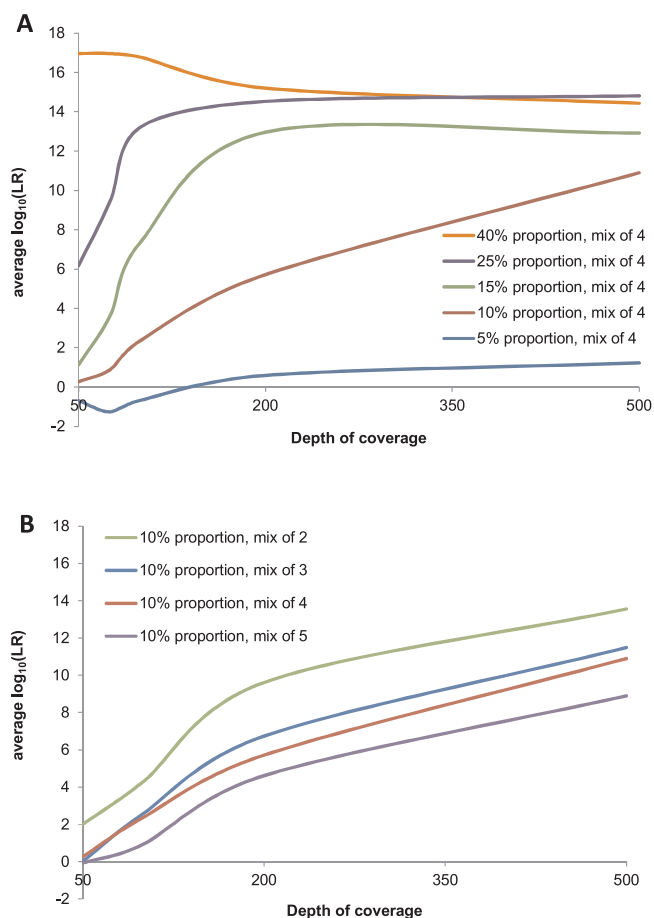 A
18
16
14
12
10
8
6
4
2
0
-2
average log10(LR)
40% proportion, mix of 4
25% proportion, mix of 4
15% proportion, mix of 4
10% proportion, mix of 4
5% proportion, mix of 4
50 200 350 500
Depth of coverage
B
18
16
14
12
10
8
6
4
2
0
-2
average log10(LR)
10% proportion, mix of 2
10% proportion, mix of 3
10% proportion, mix of 4
10% proportion, mix of 5
50 200 350 500
Depth of coverage